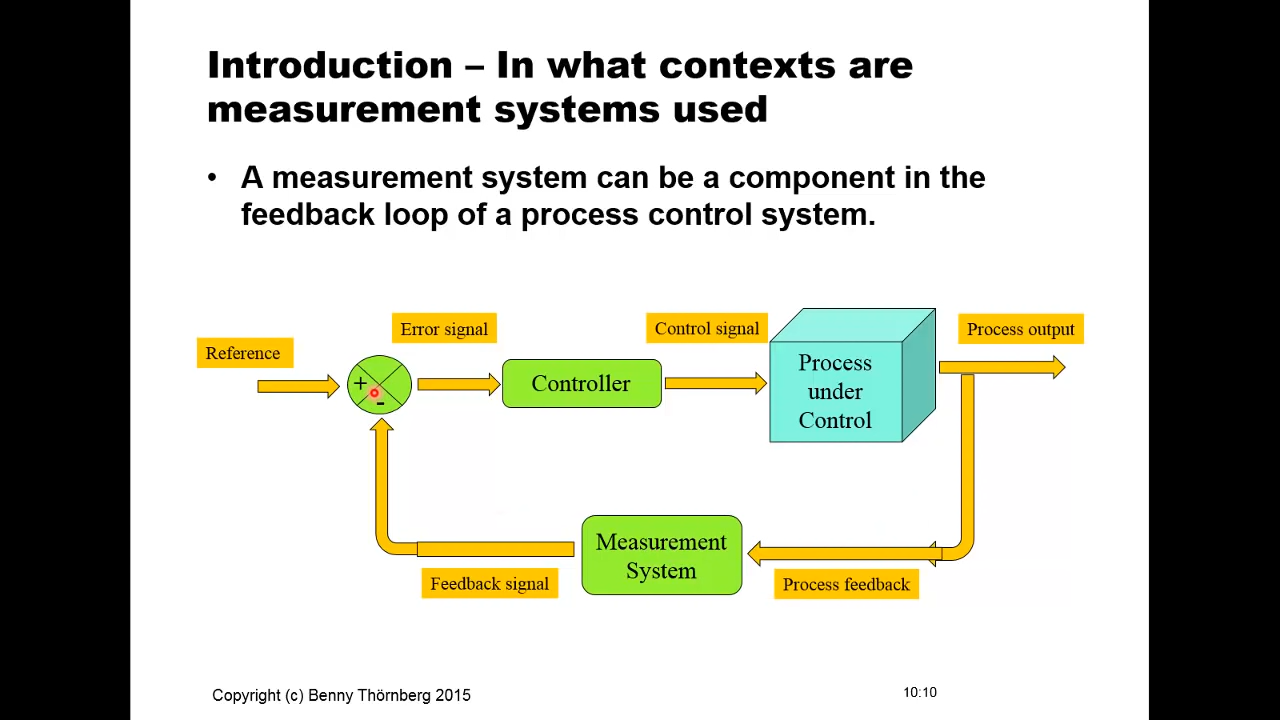 Introduction – In what contexts are
measurement systems used
• A measurement system can be a component in the
feedback loop of a process control system.
Reference
Error signal
Control signal
Process output
+
-
Controller
Process
under
Control
Measurement
System
Feedback signal
Process feedback
Copyright (c) Benny Thörnberg 2015
10:10